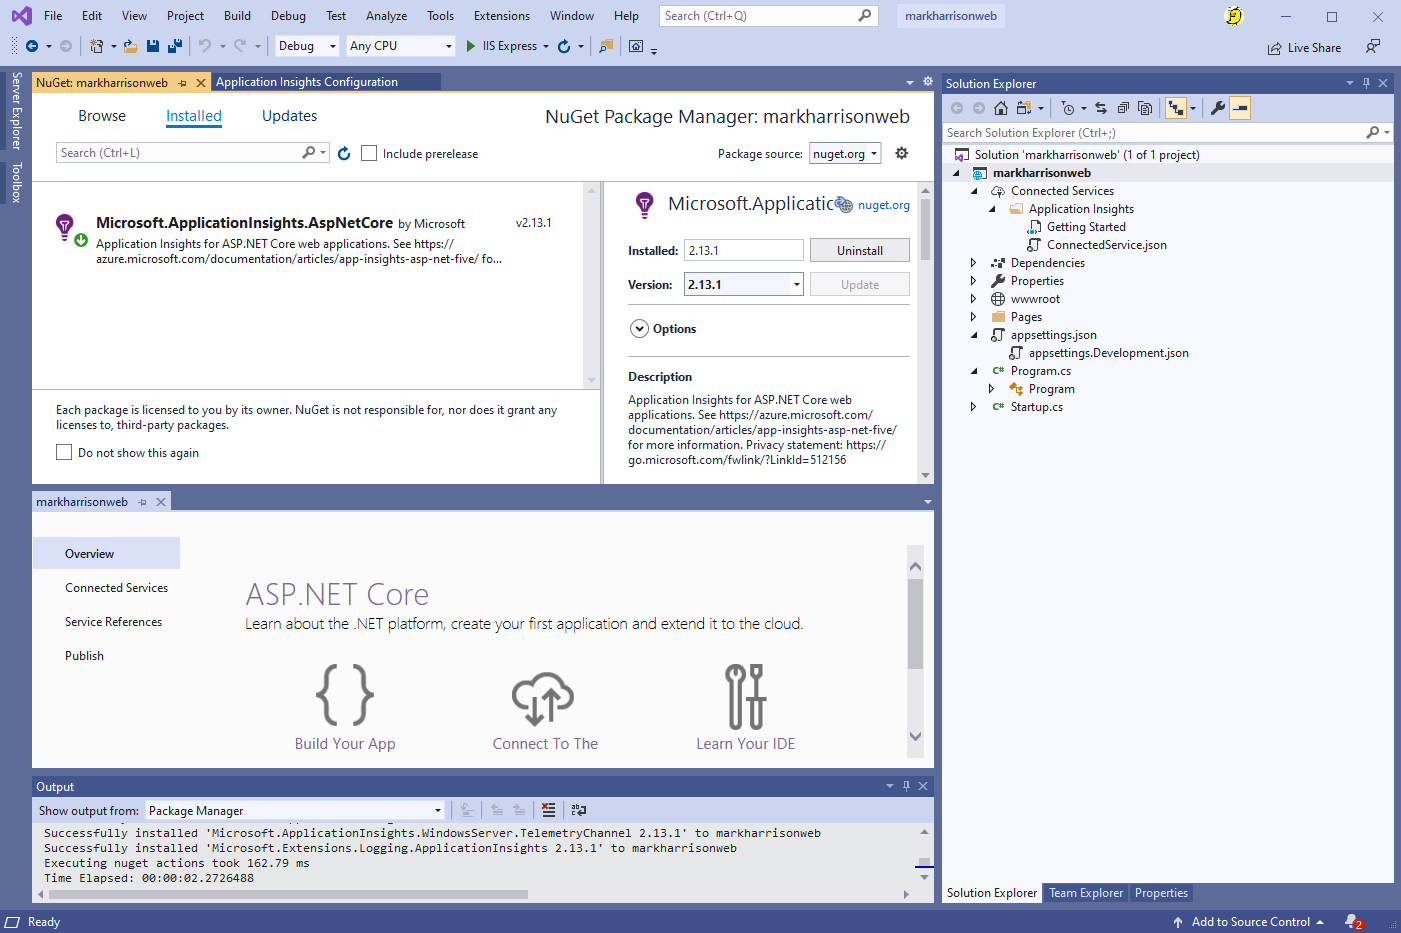 File Edit View Project Build Debug Test Analyze Tools Extensions Window Help Search (Ctrl+Q) markharrisonweb
Debug Any CPU IIS Express Live Share
Server Explorer
Toolbox
NuGet: markharrisonweb Application Insights Configuration
Browse Installed Updates NuGet Package Manager: markharrisonweb
Search (Ctrl+L) Include prerelease Package source: nuget.org
Microsoft.ApplicationInsights.AspNetCore by Microsoft v2.13.1
Application Insights for ASP.NET Core web applications. See https://
azure.microsoft.com/documentation/articles/app-insights-asp-net-five/ fo...
Each package is licensed to you by its owner. NuGet is not responsible for, nor does it grant any
licenses to, third-party packages.
Do not show this again
Microsoft.Applicatic nuget.org
Installed: 2.13.1 Uninstall
Version: 2.13.1 Update
Options
Description
Application Insights for ASP.NET Core web
applications. See https://azure.microsoft.com/
documentation/articles/app-insights-asp-net-five/
for more information. Privacy statement: https://
go.microsoft.com/fwlink/?LinkId=512156
markharrisonweb
Overview
Connected Services
Service References
Publish
ASP.NET Core
Learn about the .NET platform, create your first application and extend it to the cloud.
Build Your App Connect To The Learn Your IDE
Output
Show output from: Package Manager
Successfully installed 'Microsoft.ApplicationInsights.WindowsServer.TelemetryChannel 2.13.1' to markharrisonweb
Successfully installed 'Microsoft.Extensions.Logging.ApplicationInsights 2.13.1' to markharrisonweb
Executing nuget actions took 162.79 ms
Time Elapsed: 00:00:02.2726488
Solution Explorer
Search Solution Explorer (Ctrl+;)
Solution 'markharrisonweb' (1 of 1 project)
markharrisonweb
Connected Services
Application Insights
Getting Started
ConnectedService.json
Dependencies
Properties
wwwroot
Pages
appsettings.json
appsettings.Development.json
C# Program.cs
Program
C# Startup.cs
Solution Explorer Team Explorer Properties
Ready Add to Source Control 2